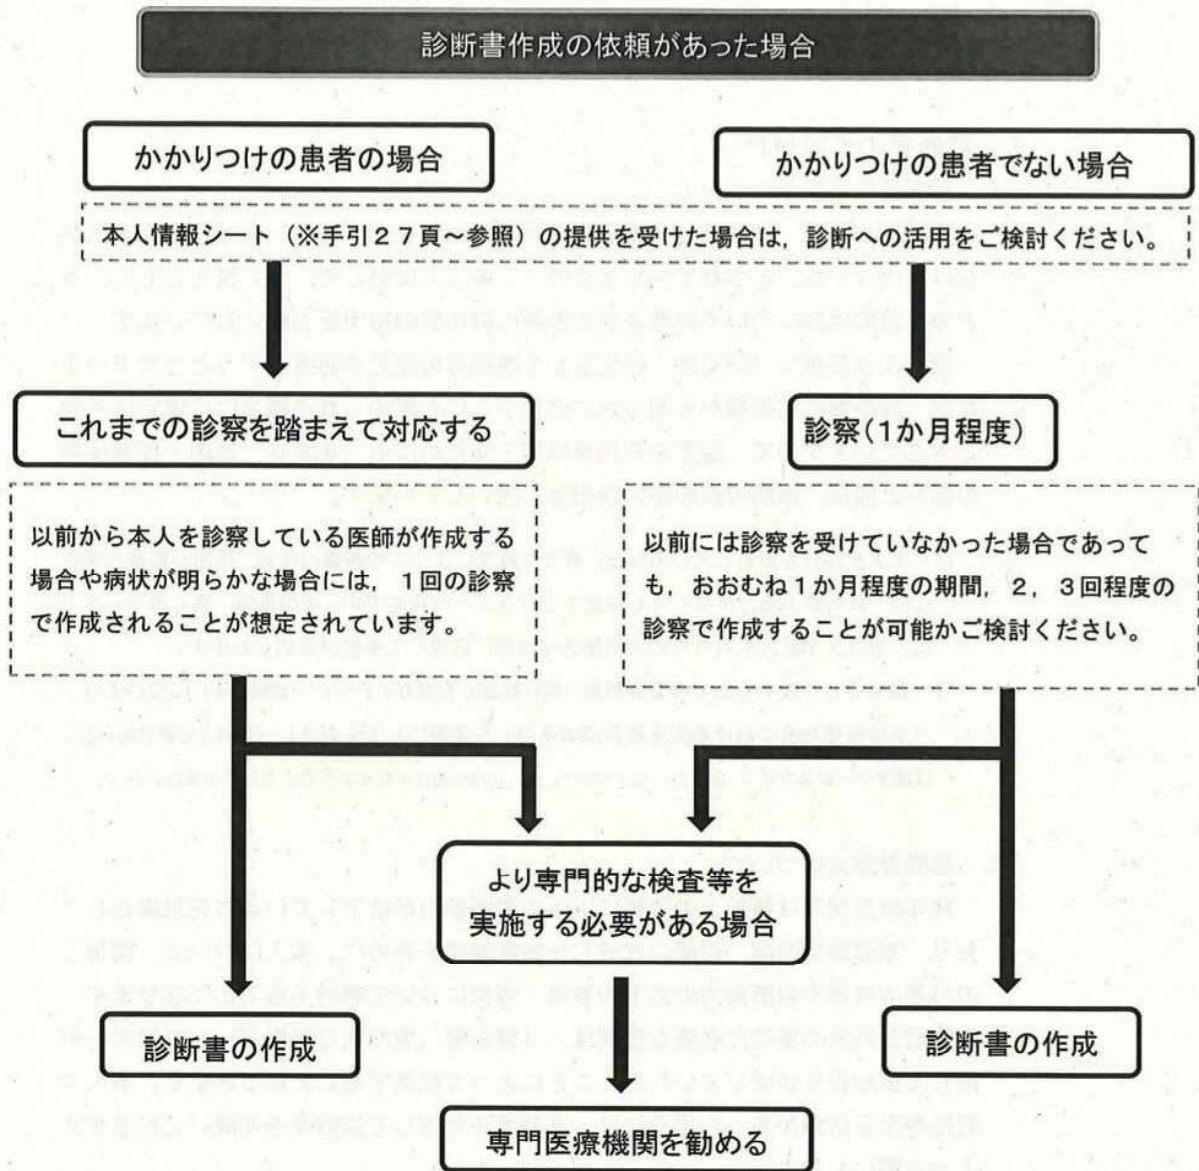 診断書作成の依頼があった場合
かかりつけの患者の場合
かかりつけの患者でない場合
本人情報シート（※手引２７頁～参照）の提供を受けた場合は，診断への活用をご検討ください。
これまでの診察を踏まえて対応する
診察（１か月程度）
以前から本人を診察している医師が作成する
場合や病状が明らかな場合には，１回の診察
で作成されることが想定されています。
以前には診察を受けていなかった場合であって
も，おおむね１か月程度の期間，２，３回程度の
診察で作成することが可能かご検討ください。
より専門的な検査等を
実施する必要がある場合
診断書の作成
診断書の作成
専門医療機関を勧める